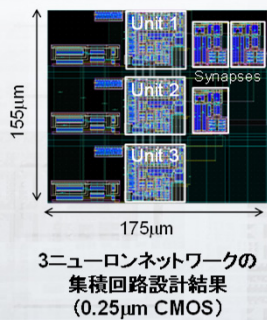 Unit 1
Synapses
Unit 2
Unit 3
155μm
175μm
3ニューロンネットワークの
集積回路設計結果
(0.25μm CMOS)